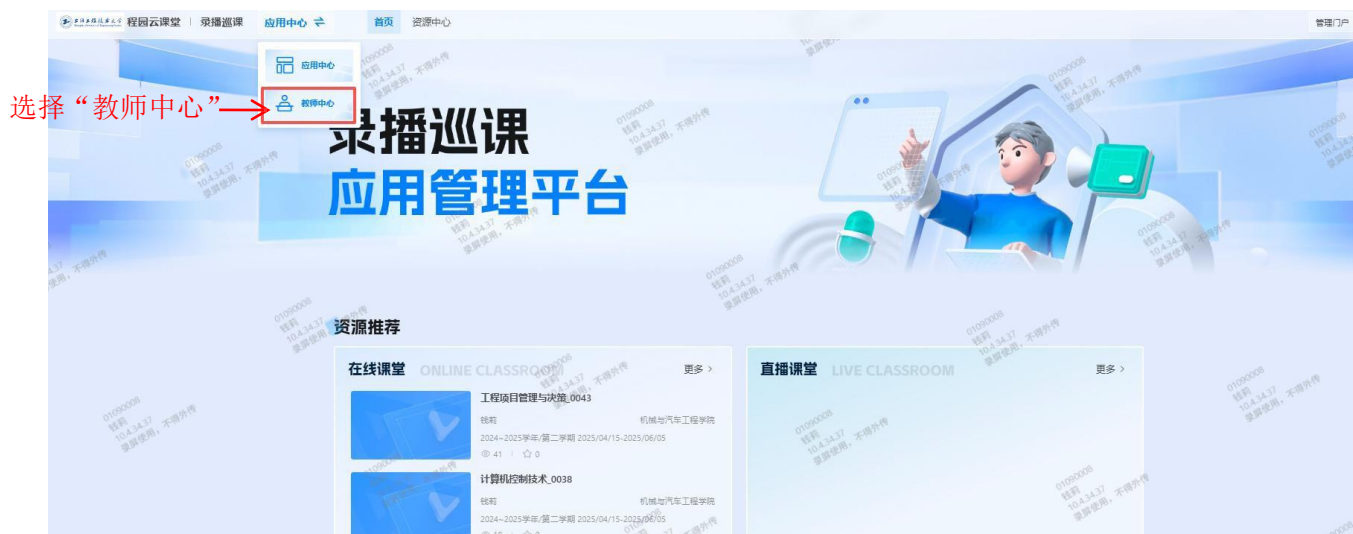 上海工程技术大学 程园云课堂 | 录播巡课 应用中心 首页 资源中心 管理门户
应用中心
教师中心
选择“教师中心”
录播巡课
应用管理平台
资源推荐
在线课堂 ONLINE CLASSROOM 更多 >
工程项目管理与决策_0043
钱莉 机械与汽车工程学院
2024~2025学年/第二学期 2025/04/15-2025/06/05
41 | 0
计算机控制技术_0038
钱莉 机械与汽车工程学院
2024~2025学年/第二学期 2025/04/15-2025/06/05
直播课堂 LIVE CLASSROOM 更多 >
01090008
钱莉
10.4.34.37
录屏使用，不得外传